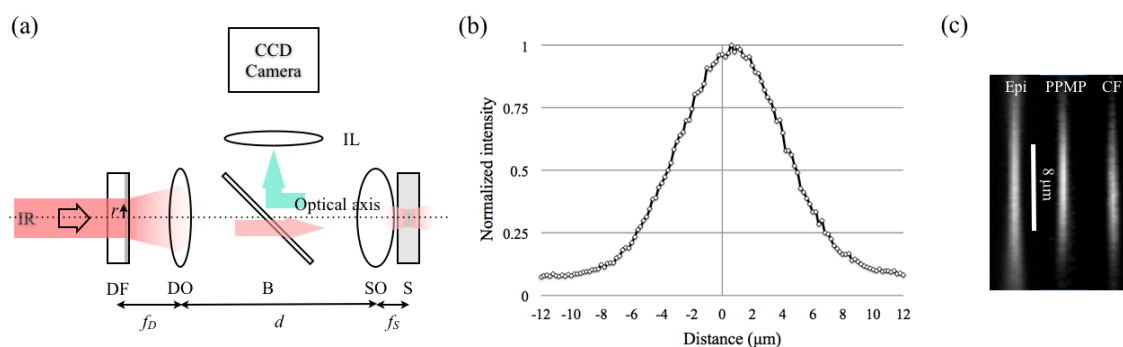 (a)
CCD
Camera
IL
IR
r
Optical axis
DF
DO
B
SO
S
f_D
d
f_S
(b)
Normalized intensity
1
0.75
0.5
0.25
0
-12 -10 -8 -6 -4 -2 0 2 4 6 8 10 12
Distance (μm)
(c)
Epi PPMP CF
8 μm